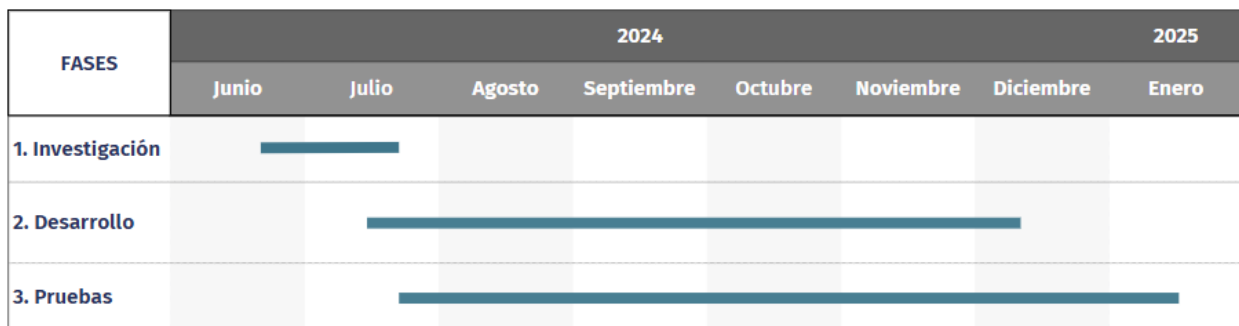 FASES
2024 2025
Junio Julio Agosto Septiembre Octubre Noviembre Diciembre Enero
1. Investigación
2. Desarrollo
3. Pruebas